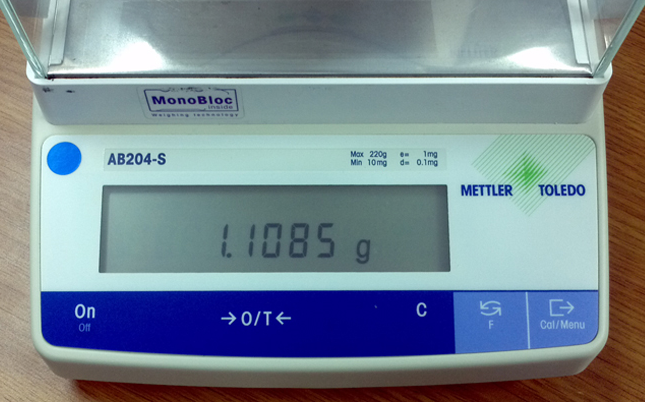 MonoBloc
inside
Weighing technology
AB204-S
Max 220g e= 1mg
Min 10mg d= 0.1mg
METTLER TOLEDO
1.1085 g
On
Off
→O/T←
C
F
Cal/Menu